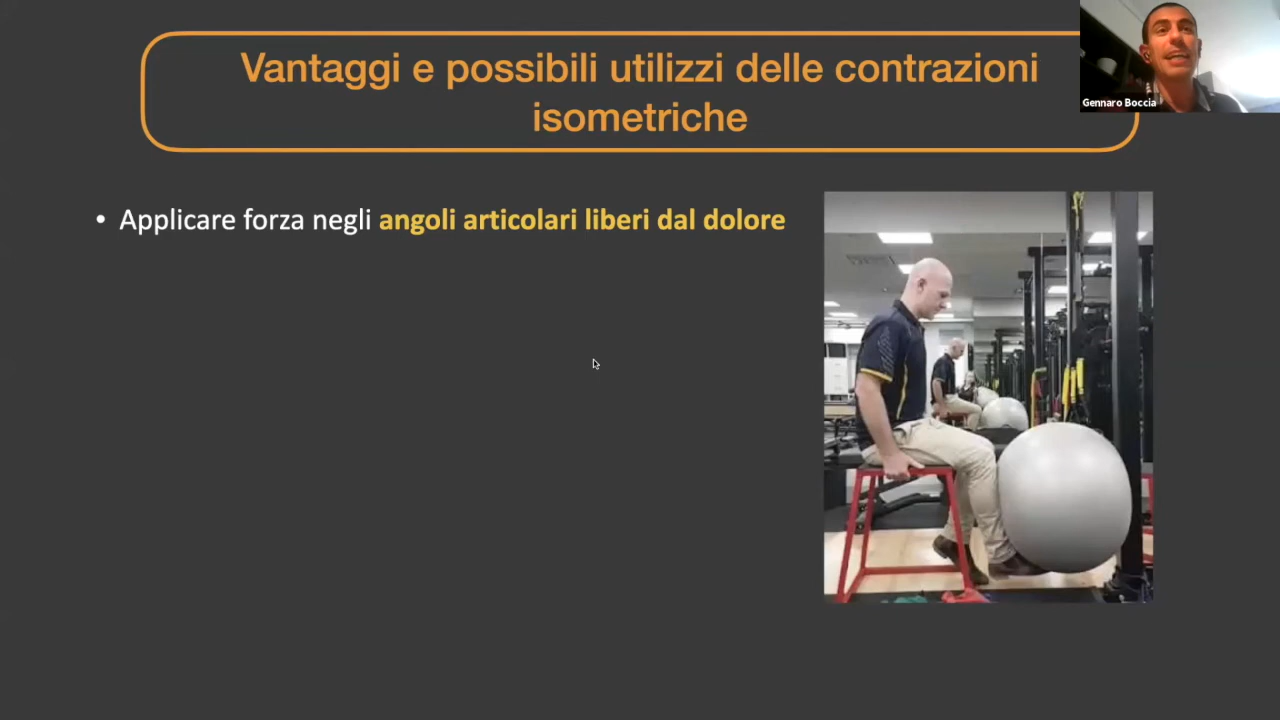 Vantaggi e possibili utilizzi delle contrazioni
isometriche
Gennaro Boccia
• Applicare forza negli angoli articolari liberi dal dolore